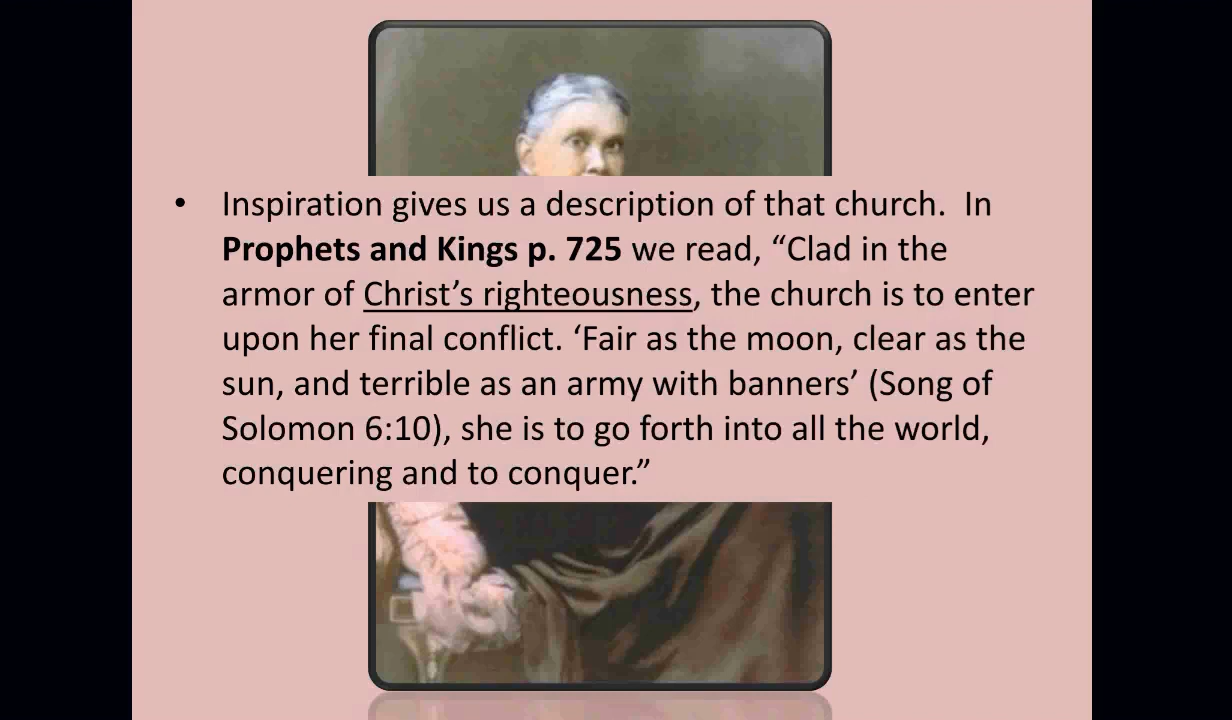 • Inspiration gives us a description of that church.  In
Prophets and Kings p. 725 we read, “Clad in the
armor of Christ’s righteousness, the church is to enter
upon her final conflict. ‘Fair as the moon, clear as the
sun, and terrible as an army with banners’ (Song of
Solomon 6:10), she is to go forth into all the world,
conquering and to conquer.”